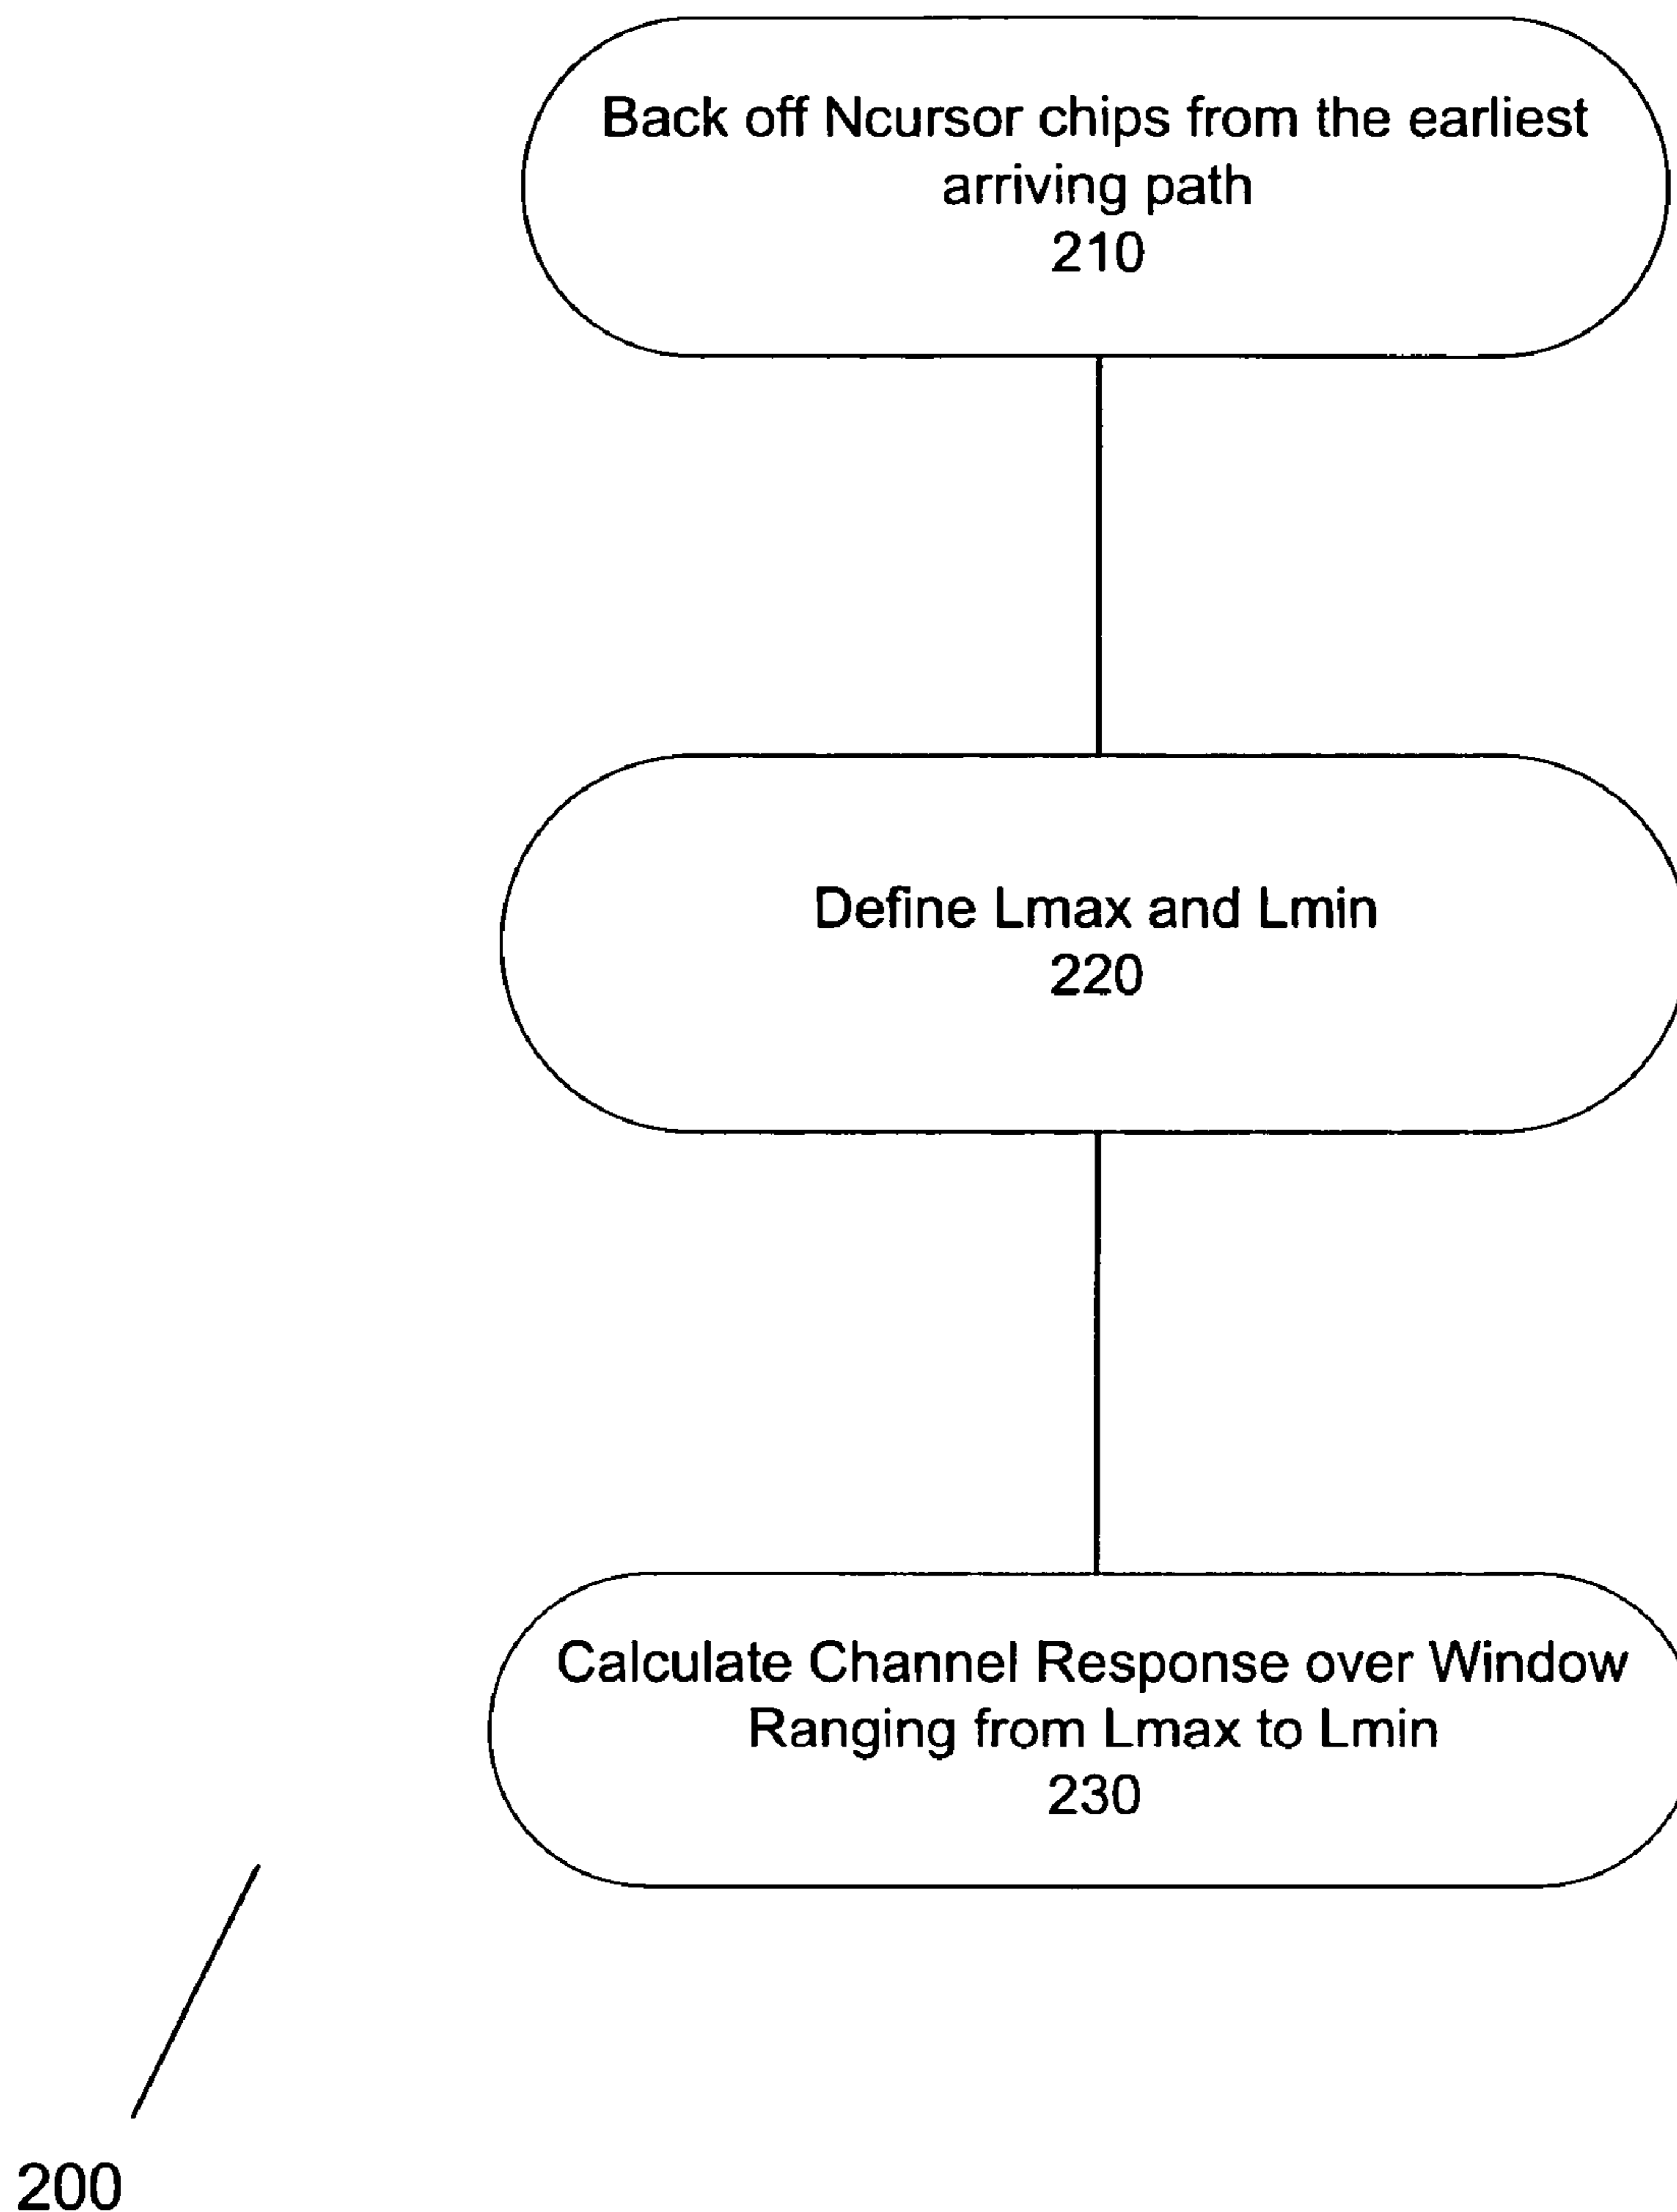 Back off Ncursor chips from the earliest
arriving path
210
Define Lmax and Lmin
220
Calculate Channel Response over Window
Ranging from Lmax to Lmin
230
200